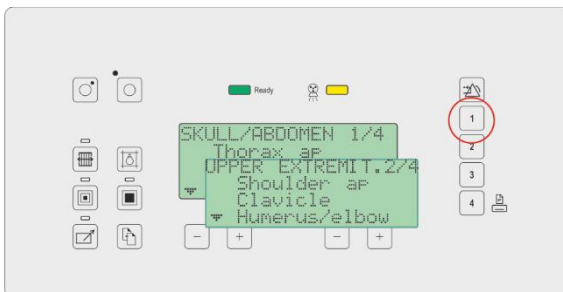 Ready
SKULL/ABDOMEN 1/4
Thorax ap
UPPER EXTREMIT.2/4
Shoulder ap
Clavicle
Humerus/elbow
1
2
3
4
- + - +